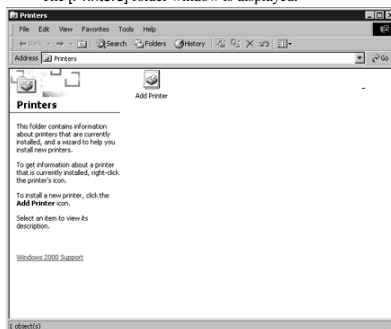 The [Printers] folder window is displayed.
Printers
File Edit View Favorites Tools Help
Back Search Folders History
Address Printers Go
Add Printer
Printers
This folder contains information
about printers that are currently
installed, and a wizard to help you
install new printers.
To get information about a printer
that is currently installed, right-click
the printer's icon.
To install a new printer, click the
Add Printer icon.
Select an item to view its
description.
Windows 2000 Support
1 object(s)